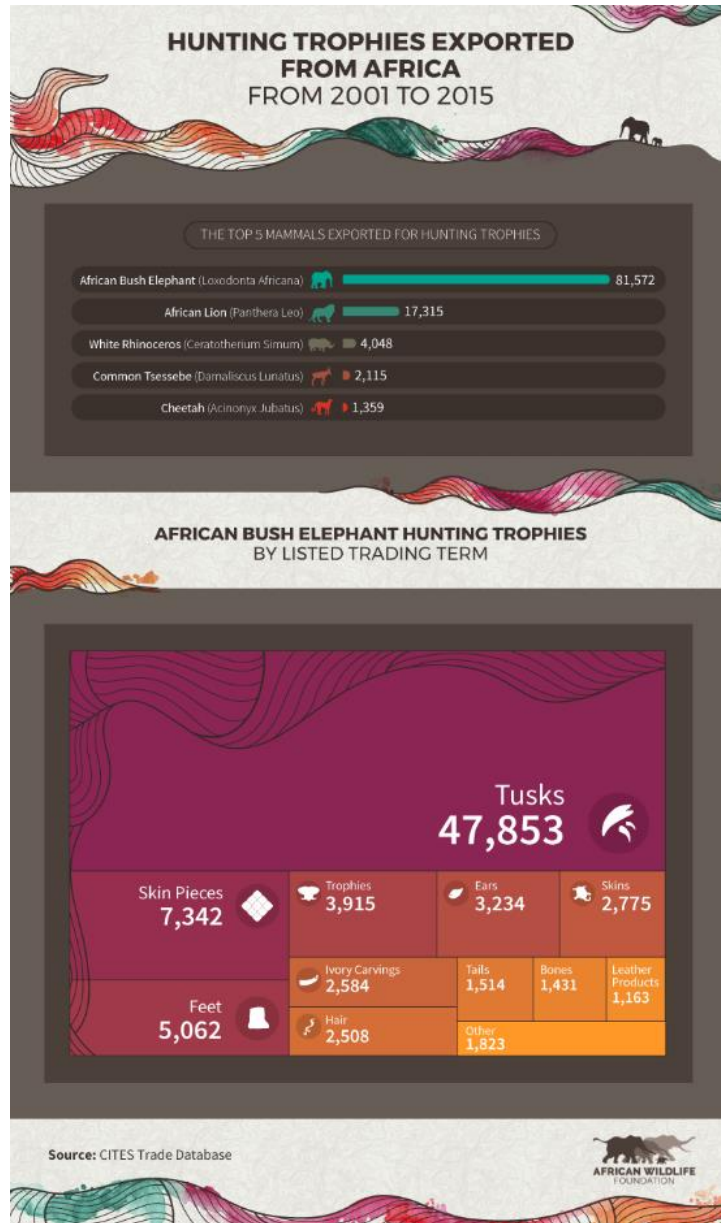 HUNTING TROPHIES EXPORTED
FROM AFRICA
FROM 2001 TO 2015
THE TOP 5 MAMMALS EXPORTED FOR HUNTING TROPHIES
African Bush Elephant (Loxodonta Africana) 81,572
African Lion (Panthera Leo) 17,315
White Rhinoceros (Ceratotherium Simum) 4,048
Common Tsessebe (Damaliscus Lunatus) 2,115
Cheetah (Acinonyx Jubatus) 1,359
AFRICAN BUSH ELEPHANT HUNTING TROPHIES
BY LISTED TRADING TERM
Tusks
47,853
Skin Pieces
7,342
Feet
5,062
Trophies
3,915
Ears
3,234
Skins
2,775
Ivory Carvings
2,584
Hair
2,508
Tails
1,514
Bones
1,431
Leather
Products
1,163
Other
1,823
Source: CITES Trade Database
AFRICAN WILDLIFE
FOUNDATION